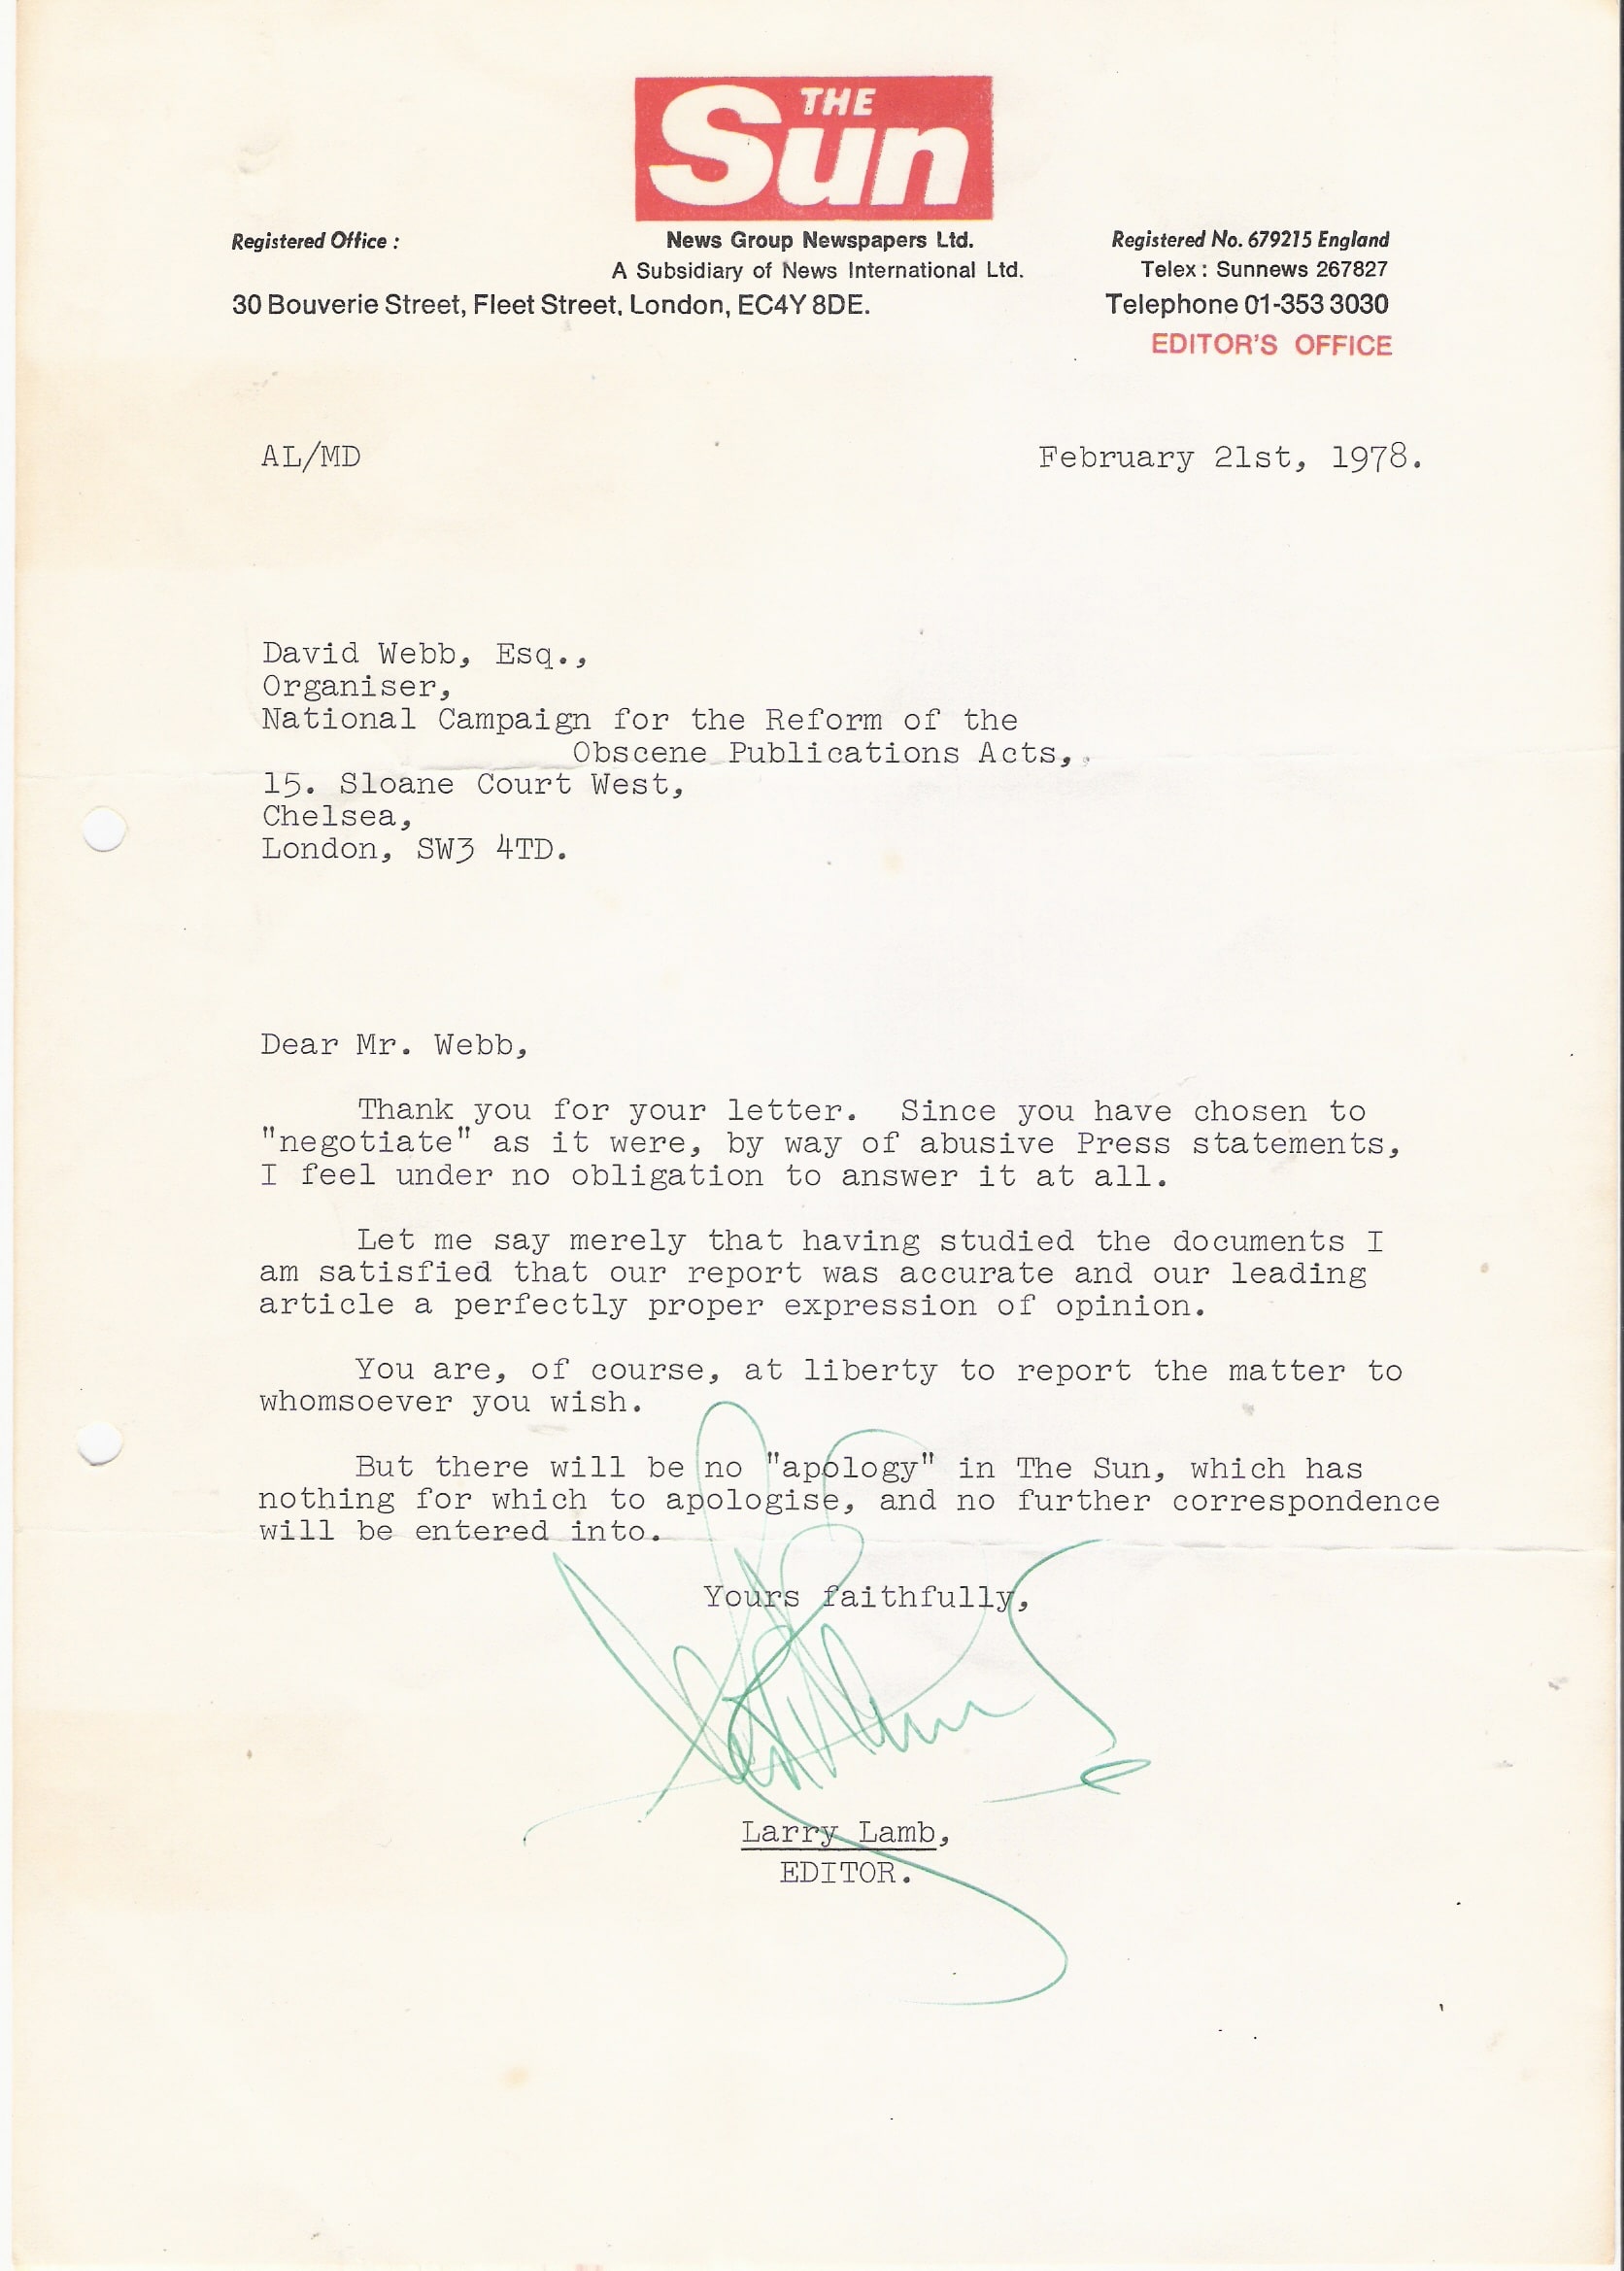 THE
Sun
Registered Office :
News Group Newspapers Ltd.
Registered No. 679215 England
A Subsidiary of News International Ltd.
Telex : Sunnews 267827
30 Bouverie Street, Fleet Street, London, EC4Y 8DE.
Telephone 01-353 3030
EDITOR'S OFFICE
AL/MD
February 21st, 1978.
David Webb, Esq.,
Organiser,
National Campaign for the Reform of the
Obscene Publications Acts,
15. Sloane Court West,
Chelsea,
London, SW3 4TD.
Dear Mr. Webb,
Thank you for your letter. Since you have chosen to
"negotiate" as it were, by way of abusive Press statements,
I feel under no obligation to answer it at all.
Let me say merely that having studied the documents I
am satisfied that our report was accurate and our leading
article a perfectly proper expression of opinion.
You are, of course, at liberty to report the matter to
whomsoever you wish.
But there will be no "apology" in The Sun, which has
nothing for which to apologise, and no further correspondence
will be entered into.
Yours faithfully,
Larry Lamb,
EDITOR.